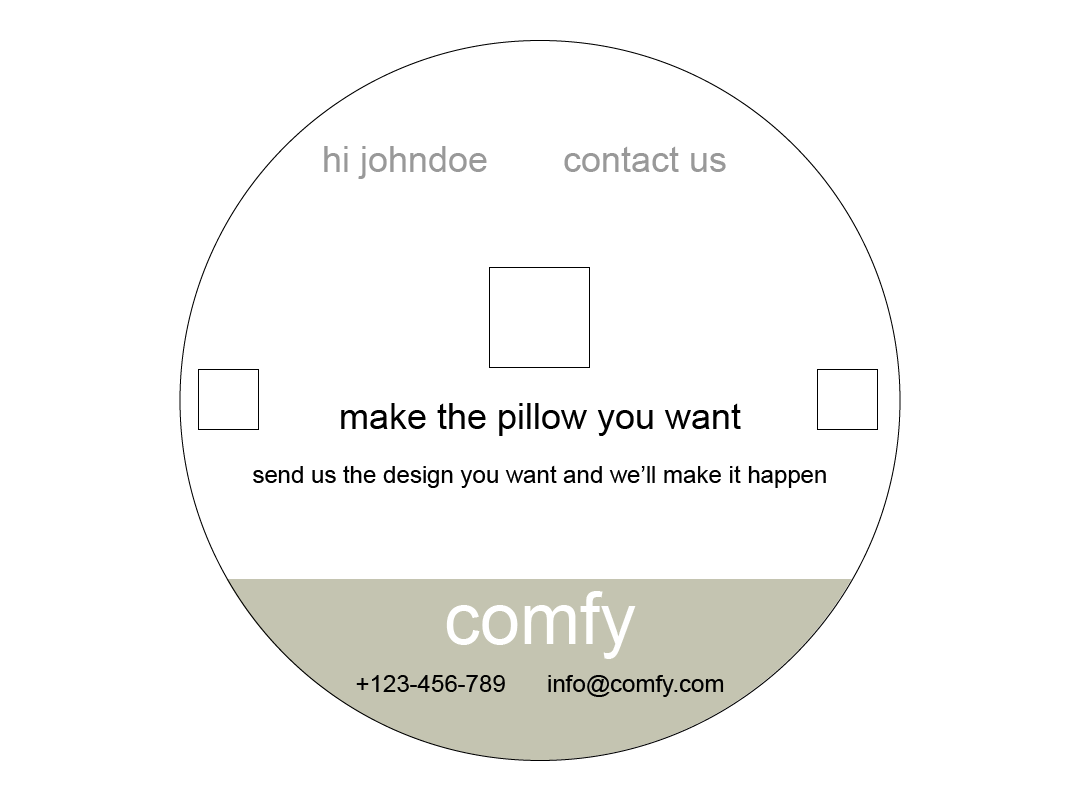 hi johndoe contact us
make the pillow you want
send us the design you want and we’ll make it happen
comfy
+123-456-789 info@comfy.com